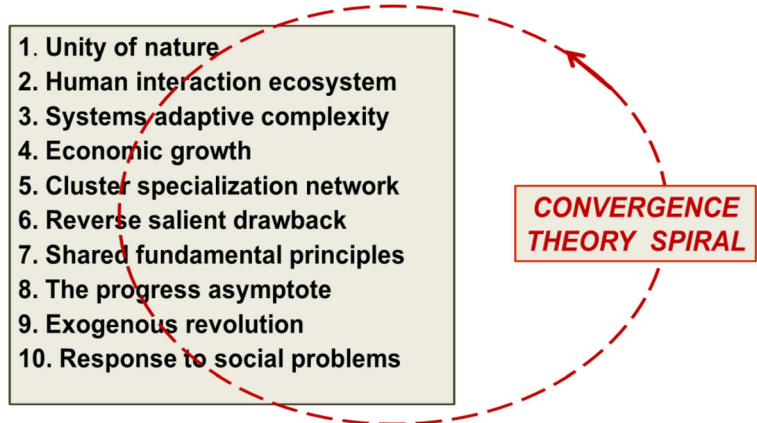 1. Unity of nature
2. Human interaction ecosystem
3. Systems adaptive complexity
4. Economic growth
5. Cluster specialization network
6. Reverse salient drawback
7. Shared fundamental principles
8. The progress asymptote
9. Exogenous revolution
10. Response to social problems
CONVERGENCE
THEORY SPIRAL